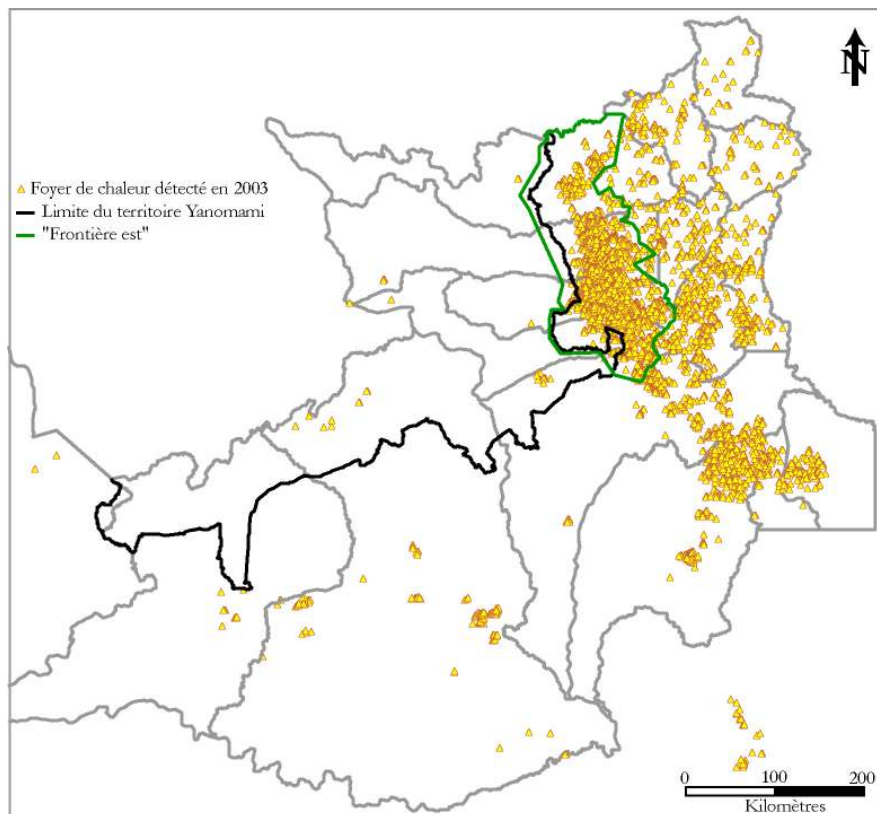 N
Foyer de chaleur détecté en 2003
Limite du territoire Yanomami
"Frontière est"
0 100 200
Kilomètres